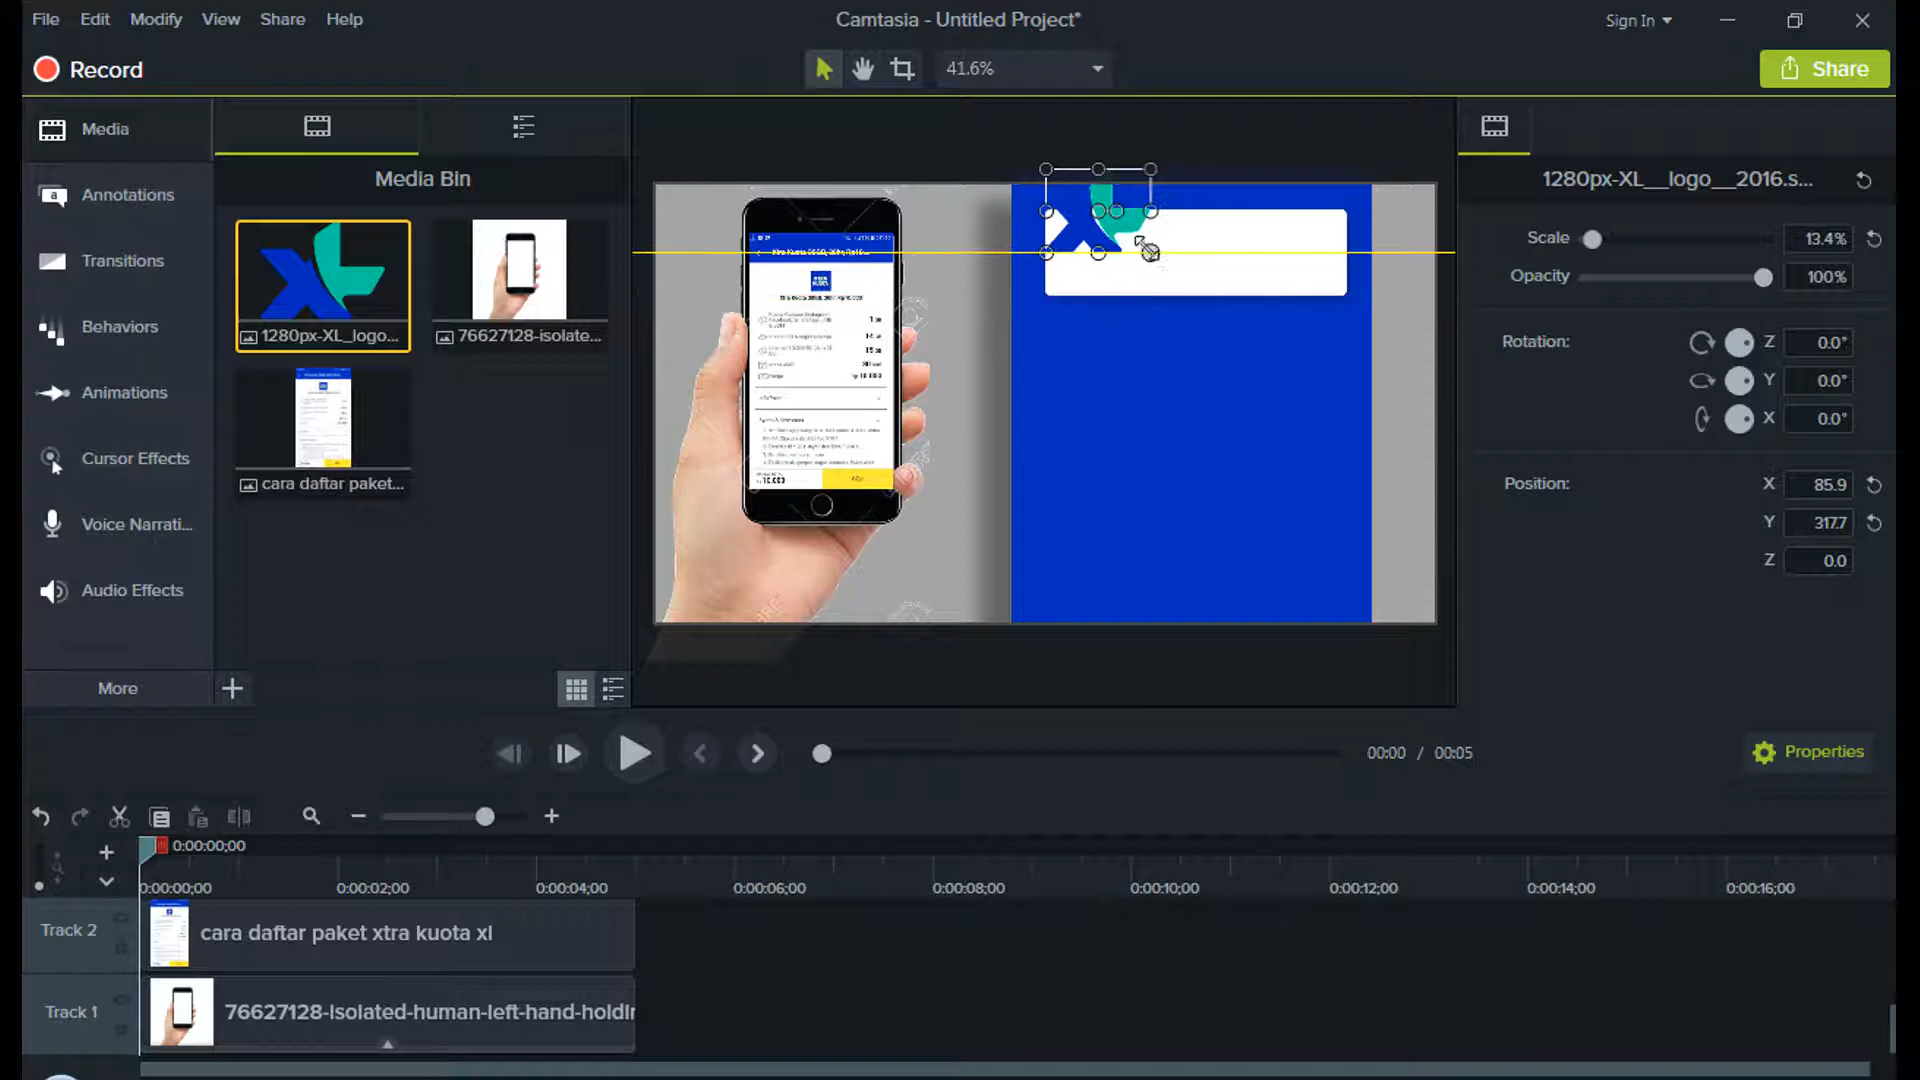 File Edit Modify View Share Help
Camtasia - Untitled Project*
Sign In
Record
41.6%
Share
Media
Annotations
Transitions
Behaviors
Animations
Cursor Effects
Voice Narrati...
Audio Effects
More
Media Bin
1280px-XL_logo...
76627128-isolate...
cara daftar paket...
10.000
1280px-XL__logo__2016.s...
Scale 13.4%
Opacity 100%
Rotation: Z 0.0°
Y 0.0°
X 0.0°
Position: X 85.9
Y 317.7
Z 0.0
00:00 / 00:05
Properties
0:00:00;00
0:00:00;00 0:00:02;00 0:00:04;00 0:00:06;00 0:00:08;00 0:00:10;00 0:00:12;00 0:00:14;00 0:00:16;00
Track 2
cara daftar paket xtra kuota xl
Track 1
76627128-isolated-human-left-hand-holdin